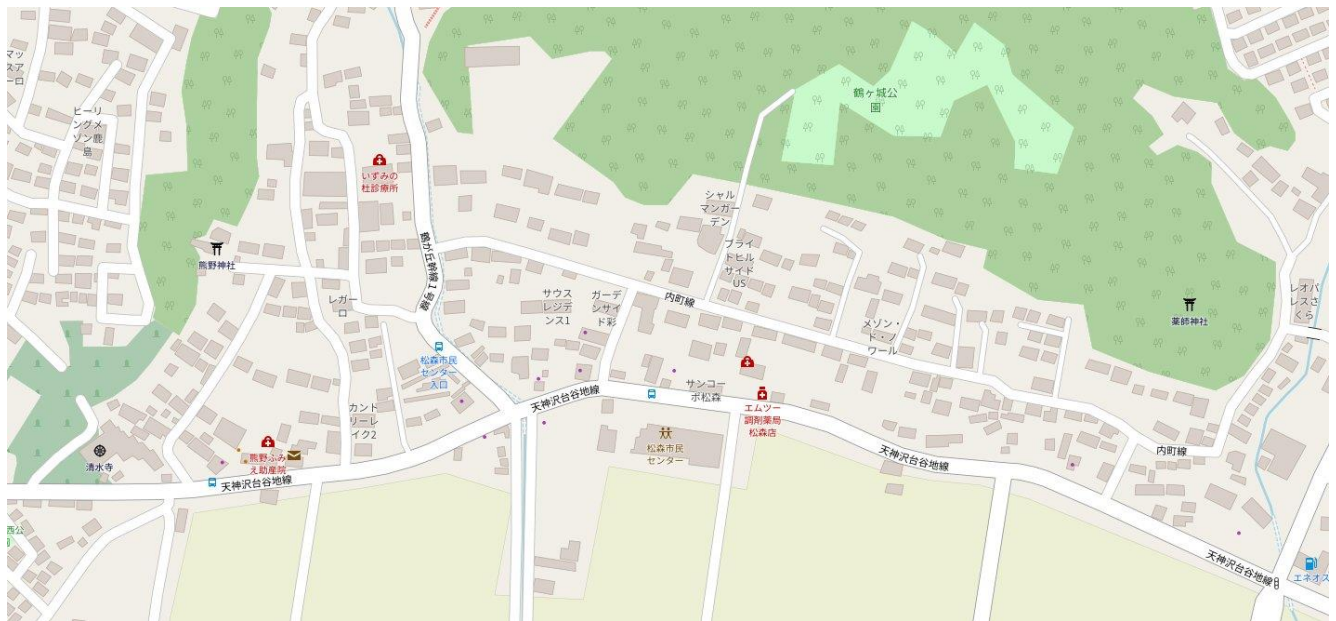 マッ
スア
ーロ
ヒーリ
ングメ
ゾン鹿
島
いずみの
杜診療所
鶴ヶ城公
園
シャル
マンガー
デン
鶴が丘幹線1号線
熊野神社
ブライ
トヒル
サイド
US
レガー
ロ
サウス
レジデ
ンス1
ガーデ
ンサイ
ド彩
内町線
メゾン・
ド・ノ
ワール
薬師神社
レオパ
レスさ
くら
松森市民
センター
入口
天神沢台谷地線
サンコー
ポ松森
エムツー
調剤薬局
松森店
カント
リーレ
イク2
松森市民
センター
清水寺
熊野ふみ
え助産院
天神沢台谷地線
天神沢台谷地線
内町線
西公
園
天神沢台谷地線
エネオス